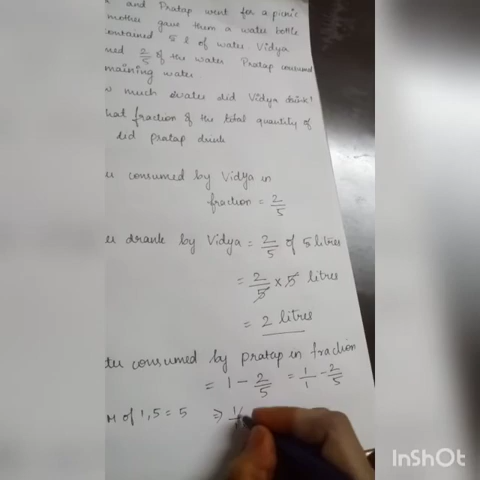 and Pratap went for a picnic
mother gave them a water bottle
contained 5 l of water. Vidya
2/5 of the water Pratap consumed
maining water
much water did Vidya drink?
hat fraction of the total quantity of
did pratap drink
consumed by Vidya in
fraction = 2/5
drank by Vidya = 2/5 of 5 litres
= 2/5 × 5 litres
= 2 litres
consumed by pratap in fraction
= 1 - 2/5 = 1/1 - 2/5
M of 1,5 = 5 ⇒ 1/
InShOt